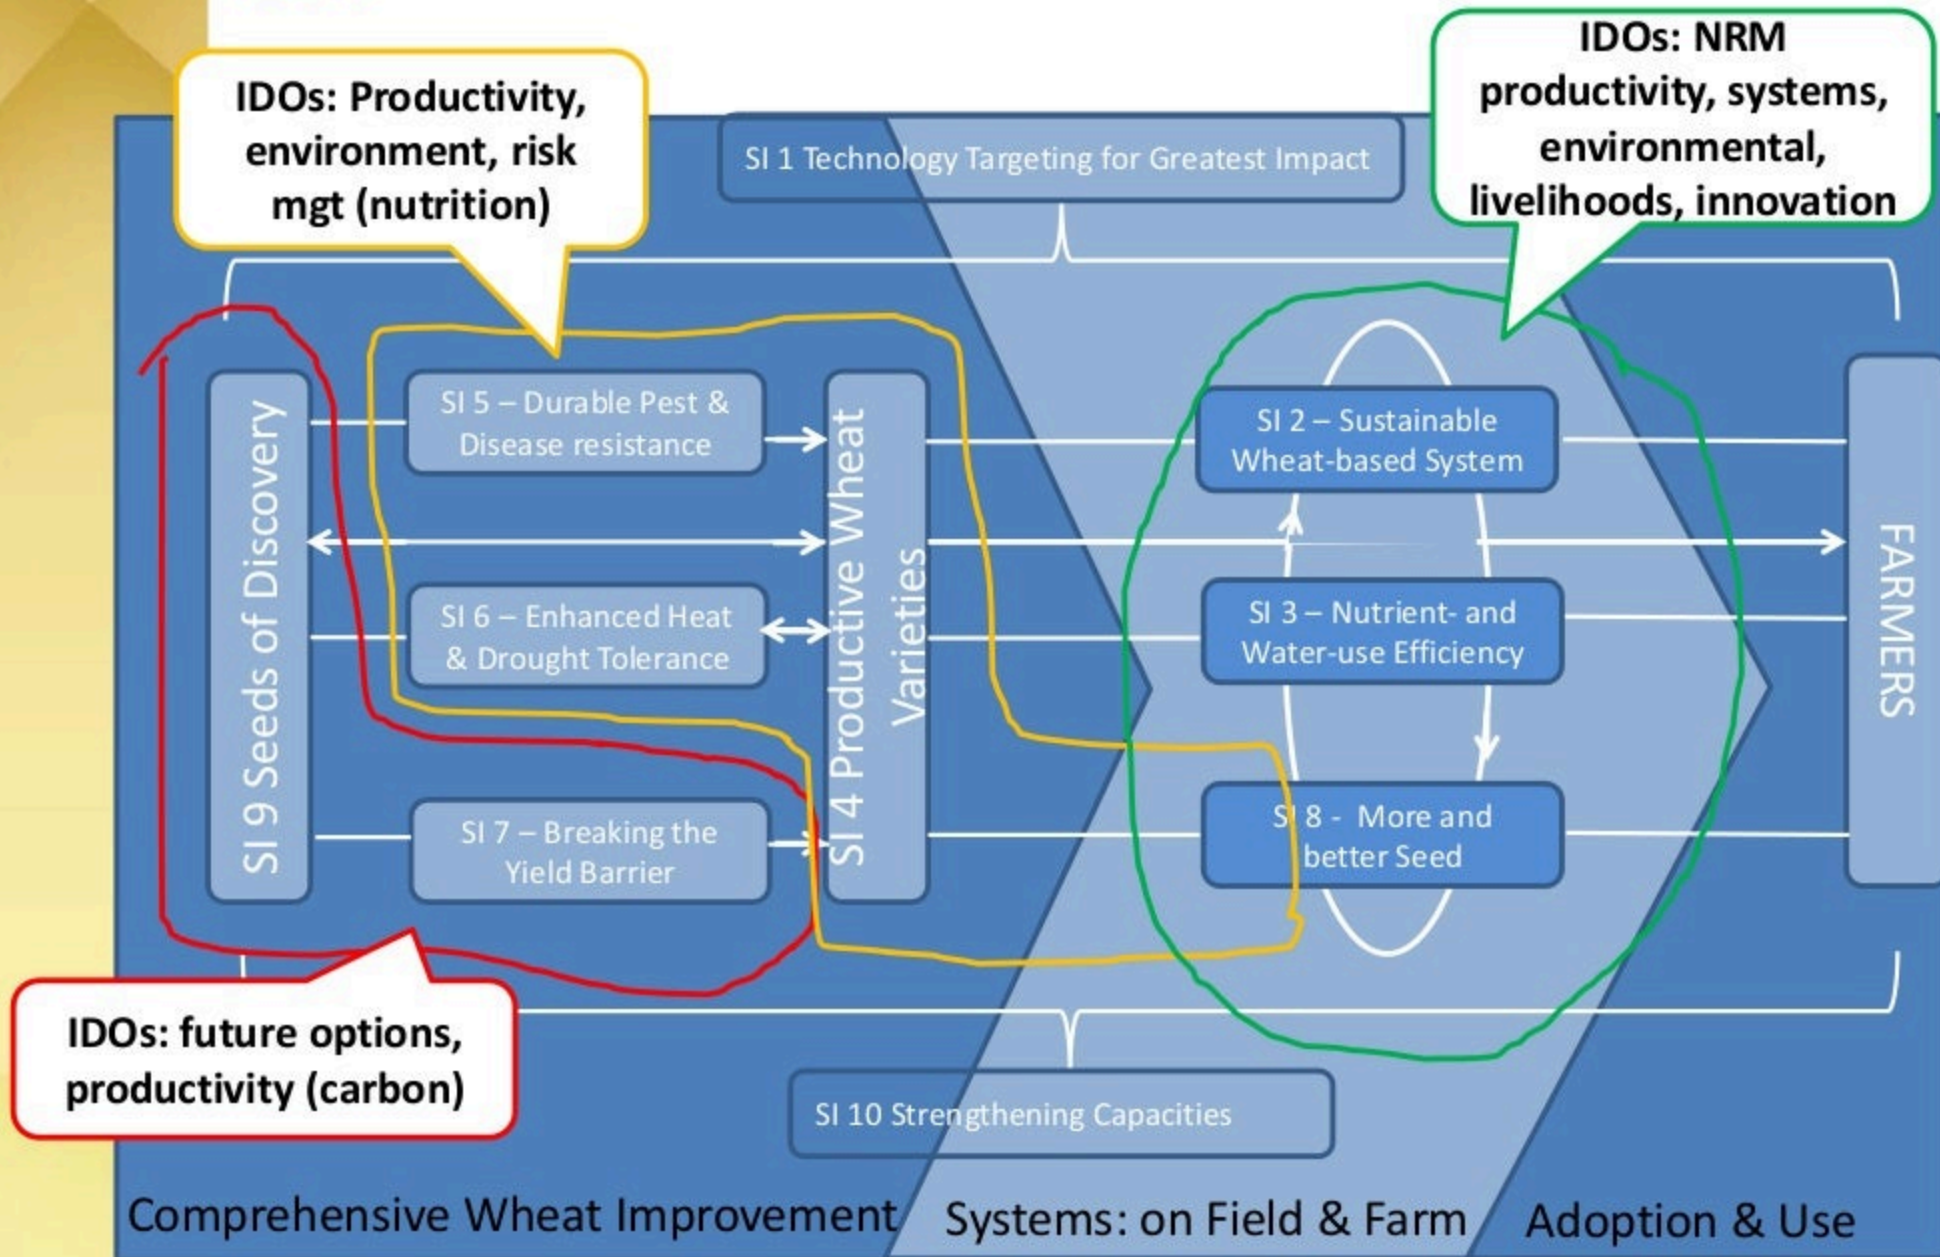 IDOs: Productivity,
environment, risk
mgt (nutrition)
IDOs: NRM
productivity, systems,
environmental,
livelihoods, innovation
SI 1 Technology Targeting for Greatest Impact
SI 9 Seeds of Discovery
SI 5 – Durable Pest &
Disease resistance
SI 6 – Enhanced Heat
& Drought Tolerance
SI 7 – Breaking the
Yield Barrier
SI 4 Productive Wheat
Varieties
SI 2 – Sustainable
Wheat-based System
SI 3 – Nutrient- and
Water-use Efficiency
SI 8 - More and
better Seed
FARMERS
IDOs: future options,
productivity (carbon)
SI 10 Strengthening Capacities
Comprehensive Wheat Improvement
Systems: on Field & Farm
Adoption & Use